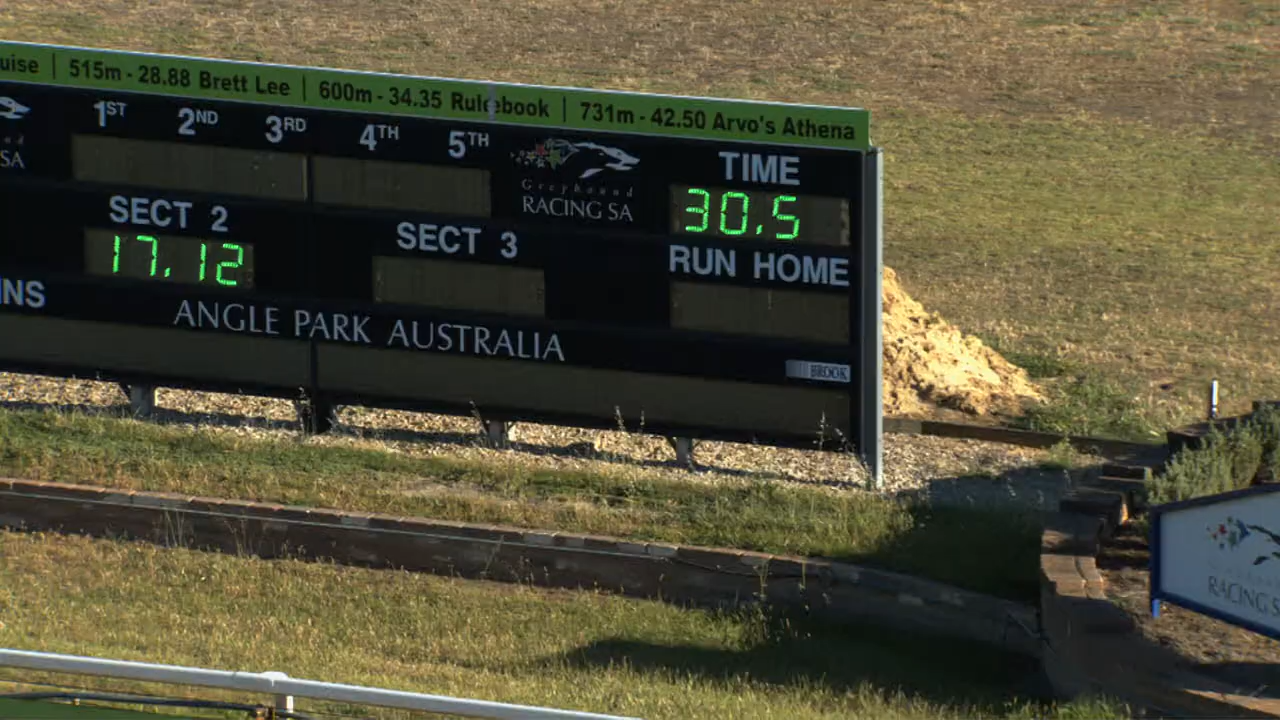 uise | 515m - 28.88 Brett Lee | 600m - 34.35 Rulebook | 731m - 42.50 Arvo's Athena
1ST 2ND 3RD 4TH 5TH
Greyhound
RACING SA
TIME
30.5
SA
SECT 2
17.12
SECT 3
RUN HOME
INS
ANGLE PARK AUSTRALIA
BROOK
RACING S